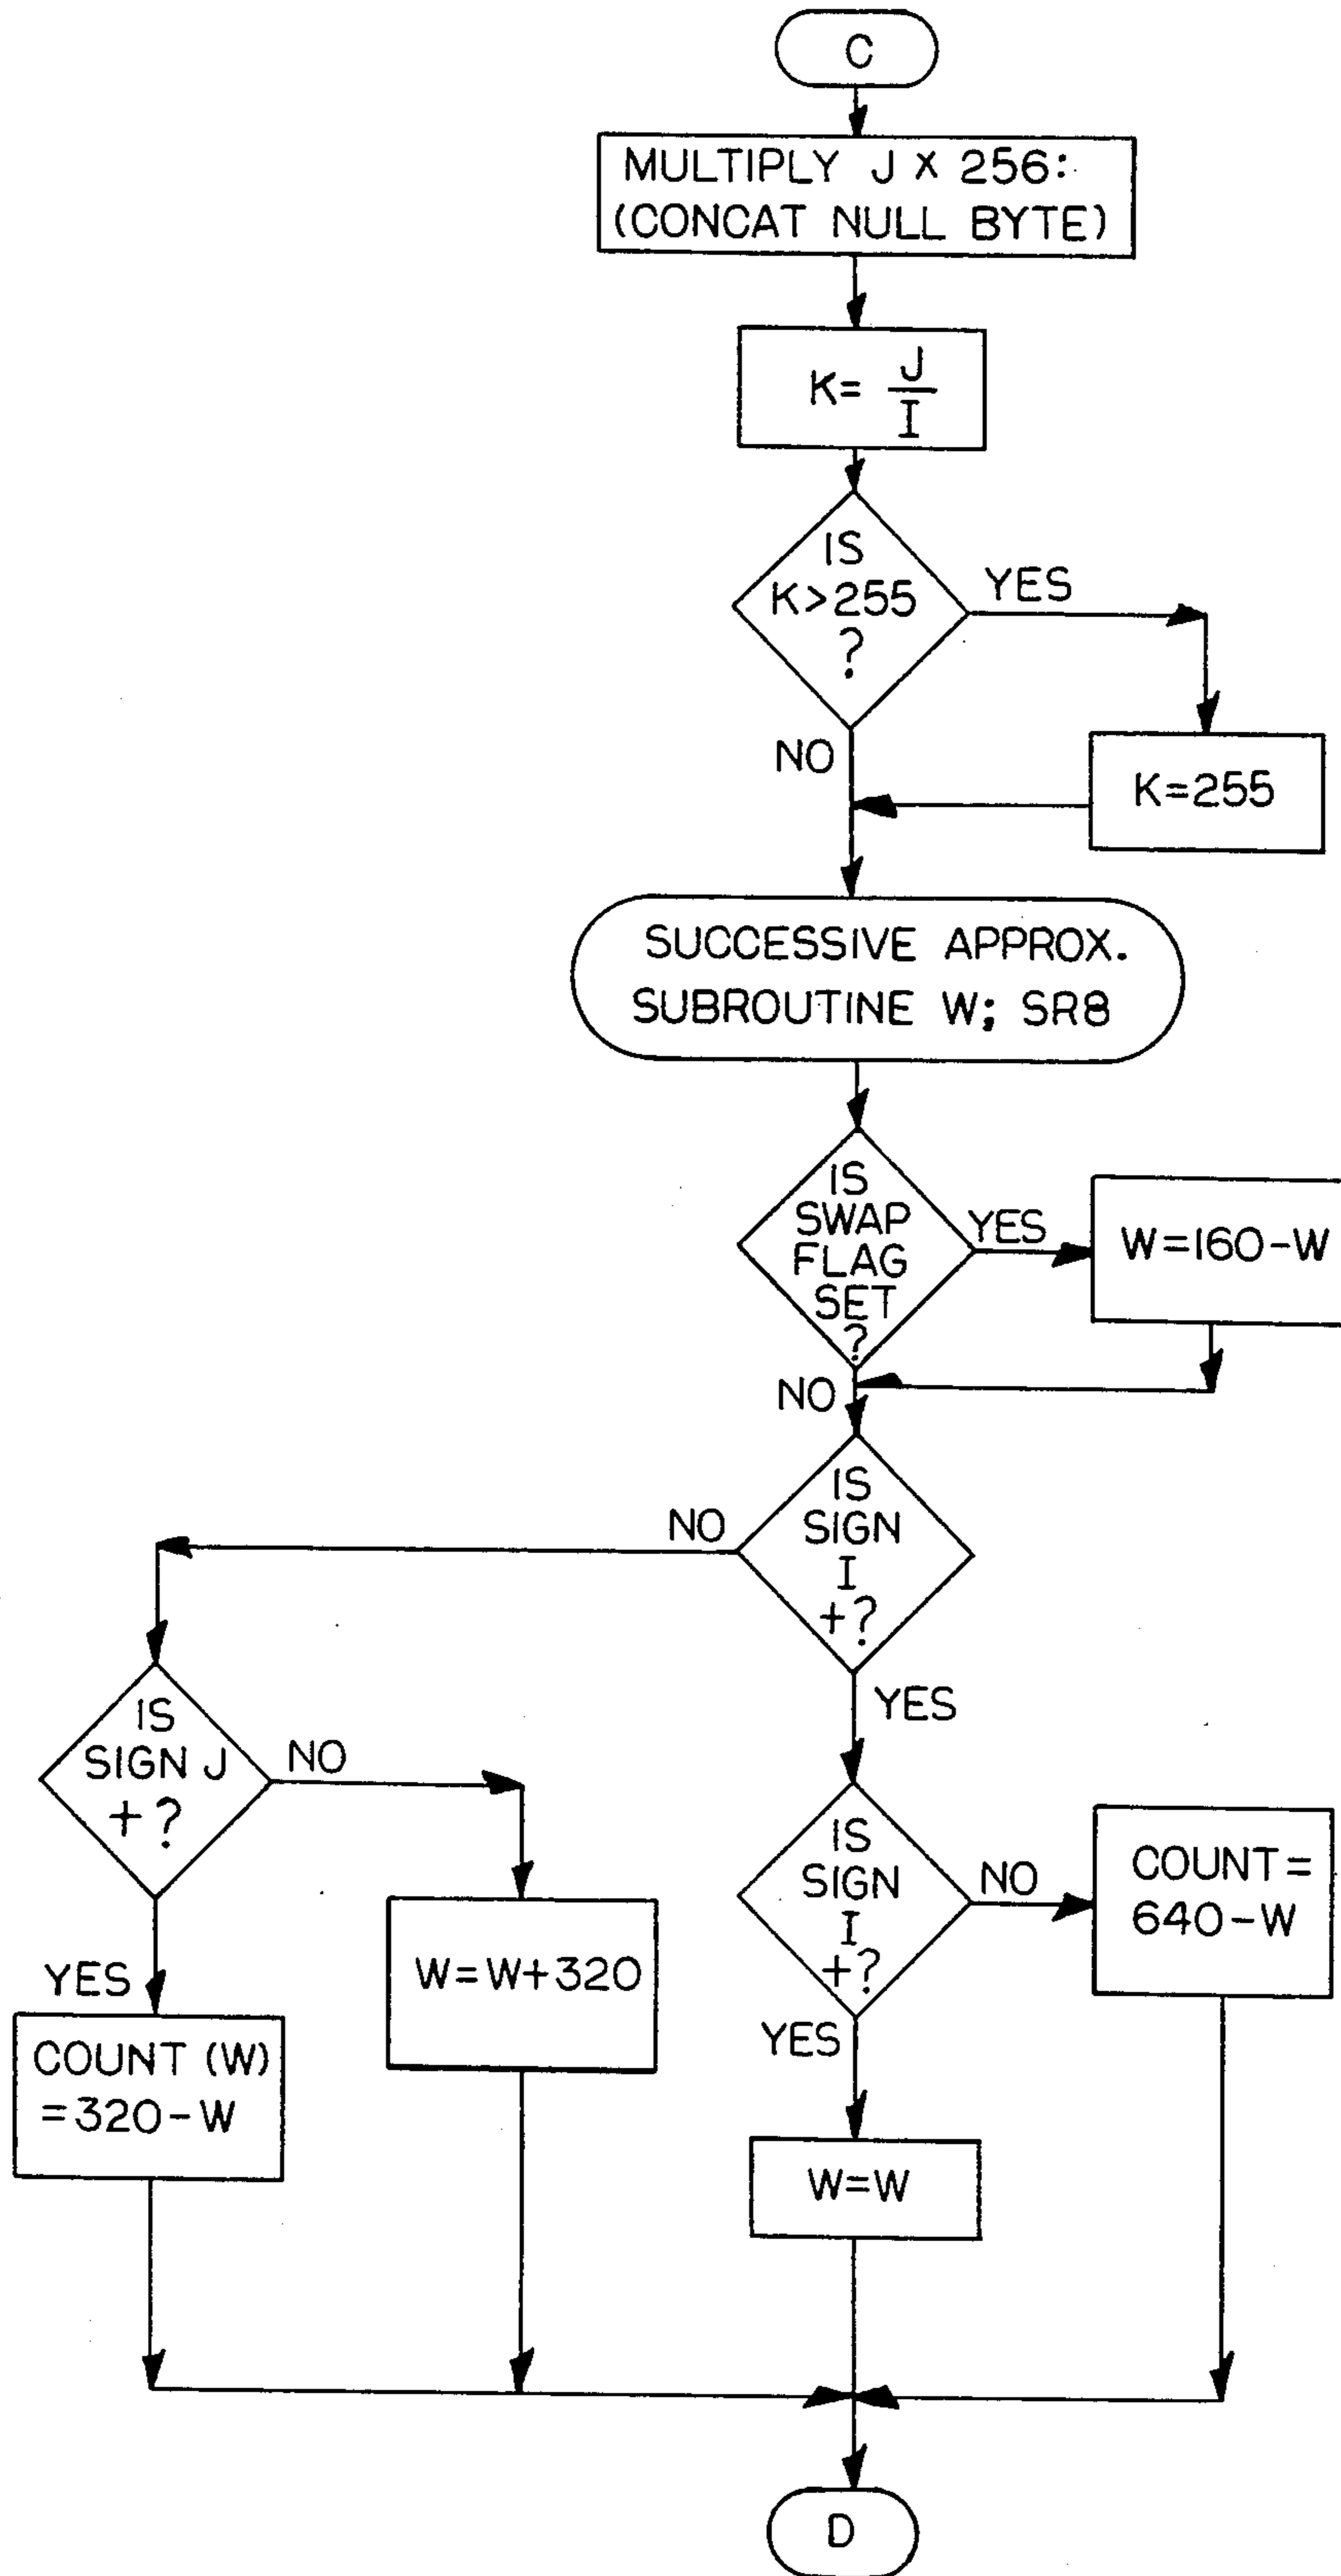 C
MULTIPLY J X 256:
(CONCAT NULL BYTE)
K= J
I
IS
K>255
?
YES
NO
K=255
SUCCESSIVE APPROX.
SUBROUTINE W; SR8
IS
SWAP
FLAG
SET
?
YES
W=160-W
NO
IS
SIGN
I
+?
NO
YES
IS
SIGN J
+?
NO
YES
W=W+320
COUNT (W)
=320-W
IS
SIGN
I
+?
NO
COUNT=
640-W
YES
W=W
D